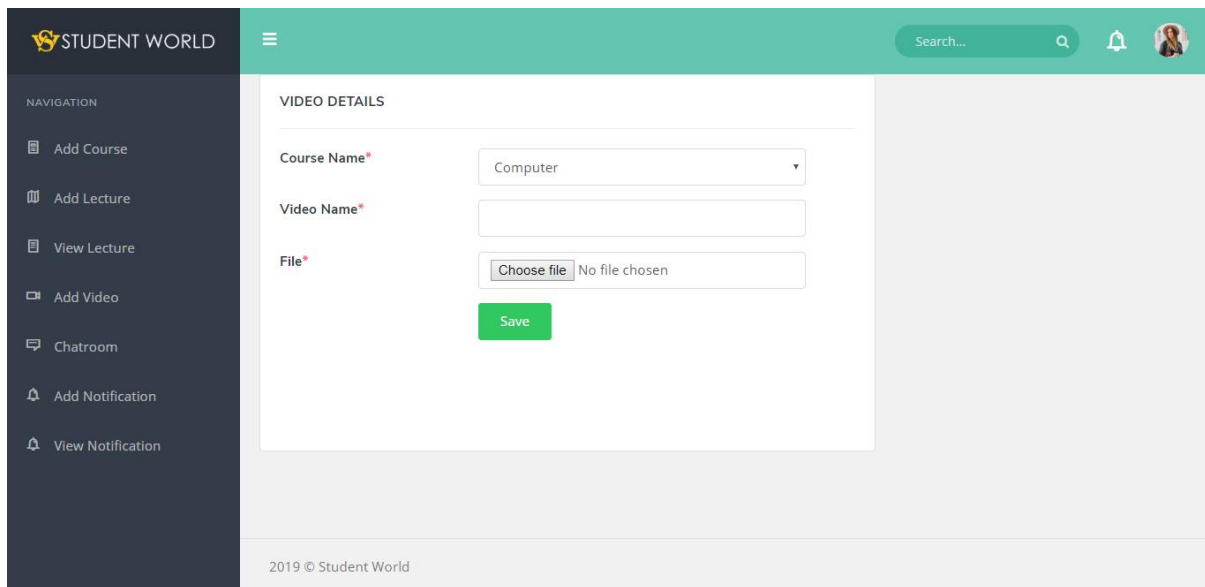 STUDENT WORLD
Search...
NAVIGATION
Add Course
Add Lecture
View Lecture
Add Video
Chatroom
Add Notification
View Notification
VIDEO DETAILS
Course Name*
Computer
Video Name*
File*
Choose file No file chosen
Save
2019 © Student World